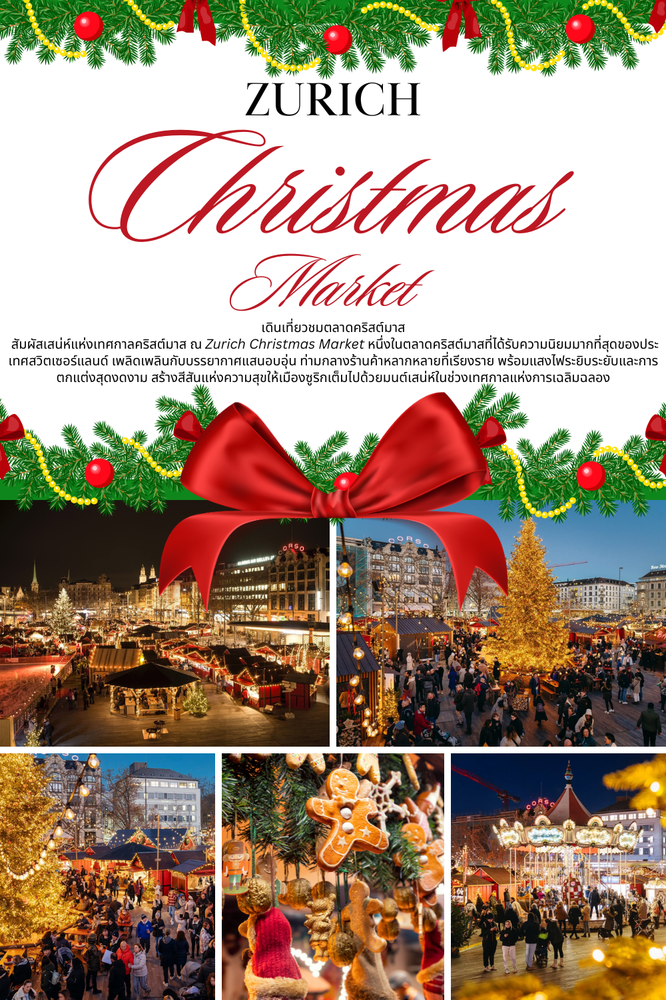 ZURICH
Christmas
Market
เดินเที่ยวชมตลาดคริสต์มาส
สัมผัสเสน่ห์แห่งเทศกาลคริสต์มาส ณ Zurich Christmas Market หนึ่งในตลาดคริสต์มาสที่ได้รับความนิยมมากที่สุดของประ
เทศสวิตเซอร์แลนด์ เพลิดเพลินกับบรรยากาศแสนอบอุ่น ท่ามกลางร้านค้าหลากหลายที่เรียงราย พร้อมแสงไฟระยิบระยับและการ
ตกแต่งสุดงดงาม สร้างสีสันแห่งความสุขให้เมืองซูริกเต็มไปด้วยมนต์เสน่ห์ในช่วงเทศกาลแห่งการเฉลิมฉลอง
CORSO
CORSO
CORSO